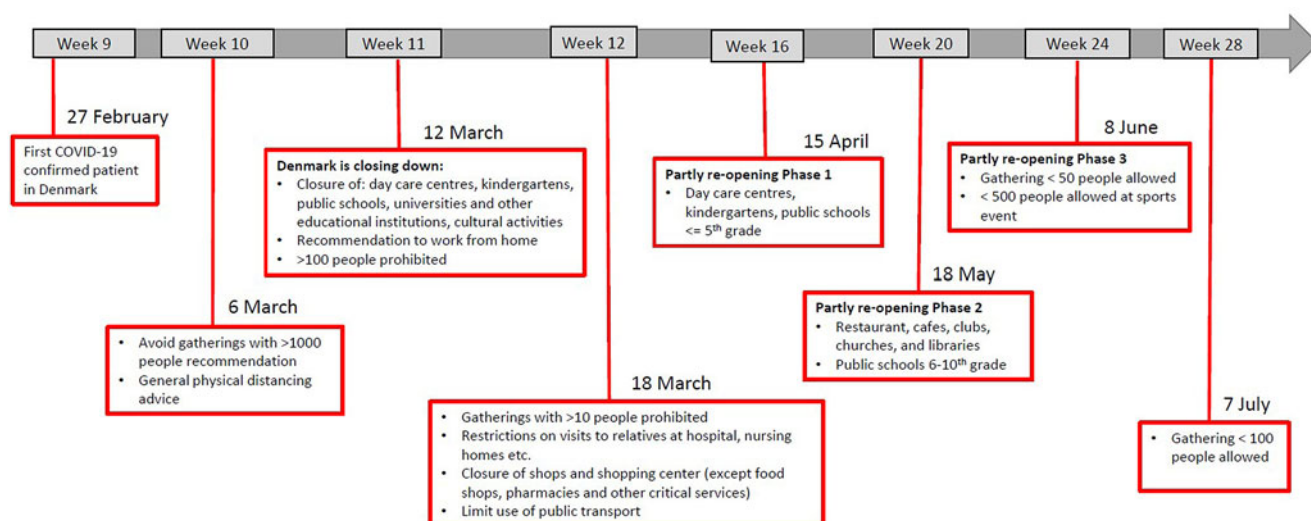 Week 9
Week 10
Week 11
Week 12
Week 16
Week 20
Week 24
Week 28
27 February
First COVID-19
confirmed patient
in Denmark
6 March
• Avoid gatherings with >1000
people recommendation
• General physical distancing
advice
12 March
Denmark is closing down:
• Closure of: day care centres, kindergartens,
public schools, universities and other
educational institutions, cultural activities
• Recommendation to work from home
• >100 people prohibited
18 March
• Gatherings with >10 people prohibited
• Restrictions on visits to relatives at hospital, nursing
homes etc.
• Closure of shops and shopping center (except food
shops, pharmacies and other critical services)
• Limit use of public transport
15 April
Partly re-opening Phase 1
• Day care centres,
kindergartens, public schools
<= 5th grade
18 May
Partly re-opening Phase 2
• Restaurant, cafes, clubs,
churches, and libraries
• Public schools 6-10th grade
8 June
Partly re-opening Phase 3
• Gathering < 50 people allowed
• < 500 people allowed at sports
event
7 July
• Gathering < 100
people allowed